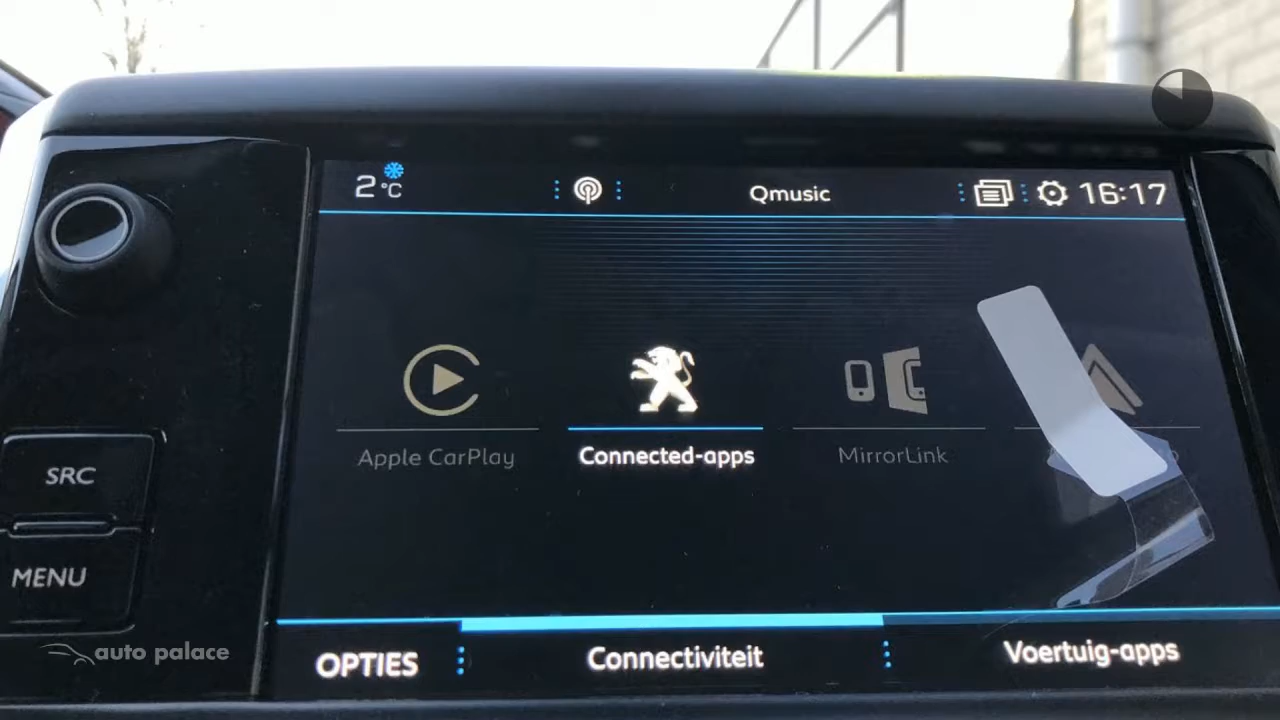 2 °C
Qmusic
16:17
Apple CarPlay
Connected-apps
MirrorLink
SRC
MENU
auto palace
OPTIES
Connectiviteit
Voertuig-apps